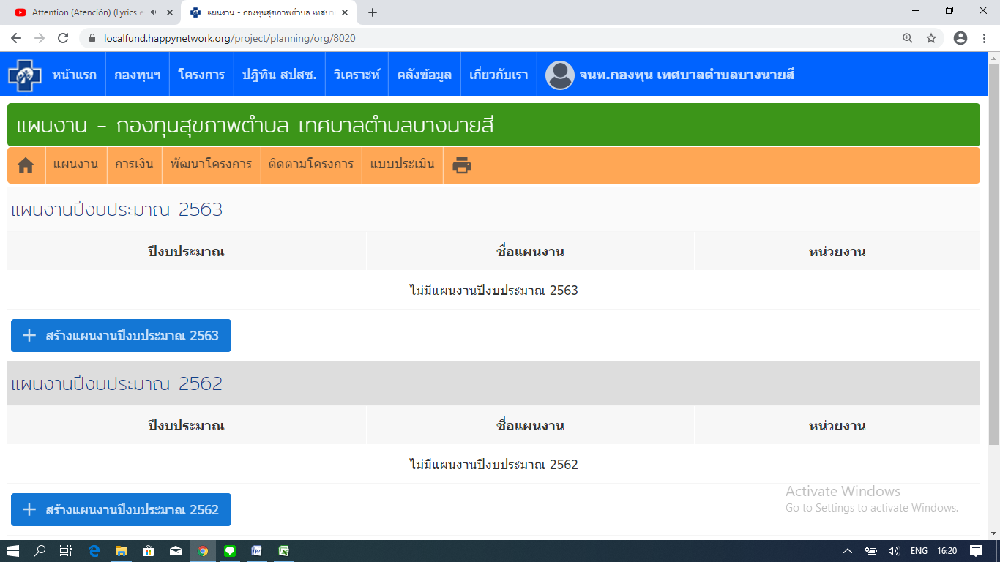 Attention (Atención) (Lyrics e
แผนงาน - กองทุนสุขภาพตำบล เทศบา
localfund.happynetwork.org/project/planning/org/8020
หน้าแรก กองทุนฯ โครงการ ปฏิทิน สปสช. วิเคราะห์ คลังข้อมูล เกี่ยวกับเรา จนท.กองทุน เทศบาลตำบลบางนายสี
แผนงาน - กองทุนสุขภาพตำบล เทศบาลตำบลบางนายสี
แผนงาน การเงิน พัฒนาโครงการ ติดตามโครงการ แบบประเมิน
แผนงานปีงบประมาณ 2563
ปีงบประมาณ ชื่อแผนงาน หน่วยงาน
ไม่มีแผนงานปีงบประมาณ 2563
+ สร้างแผนงานปีงบประมาณ 2563
แผนงานปีงบประมาณ 2562
ปีงบประมาณ ชื่อแผนงาน หน่วยงาน
ไม่มีแผนงานปีงบประมาณ 2562
+ สร้างแผนงานปีงบประมาณ 2562
Activate Windows
Go to Settings to activate Windows.
ENG 16:20